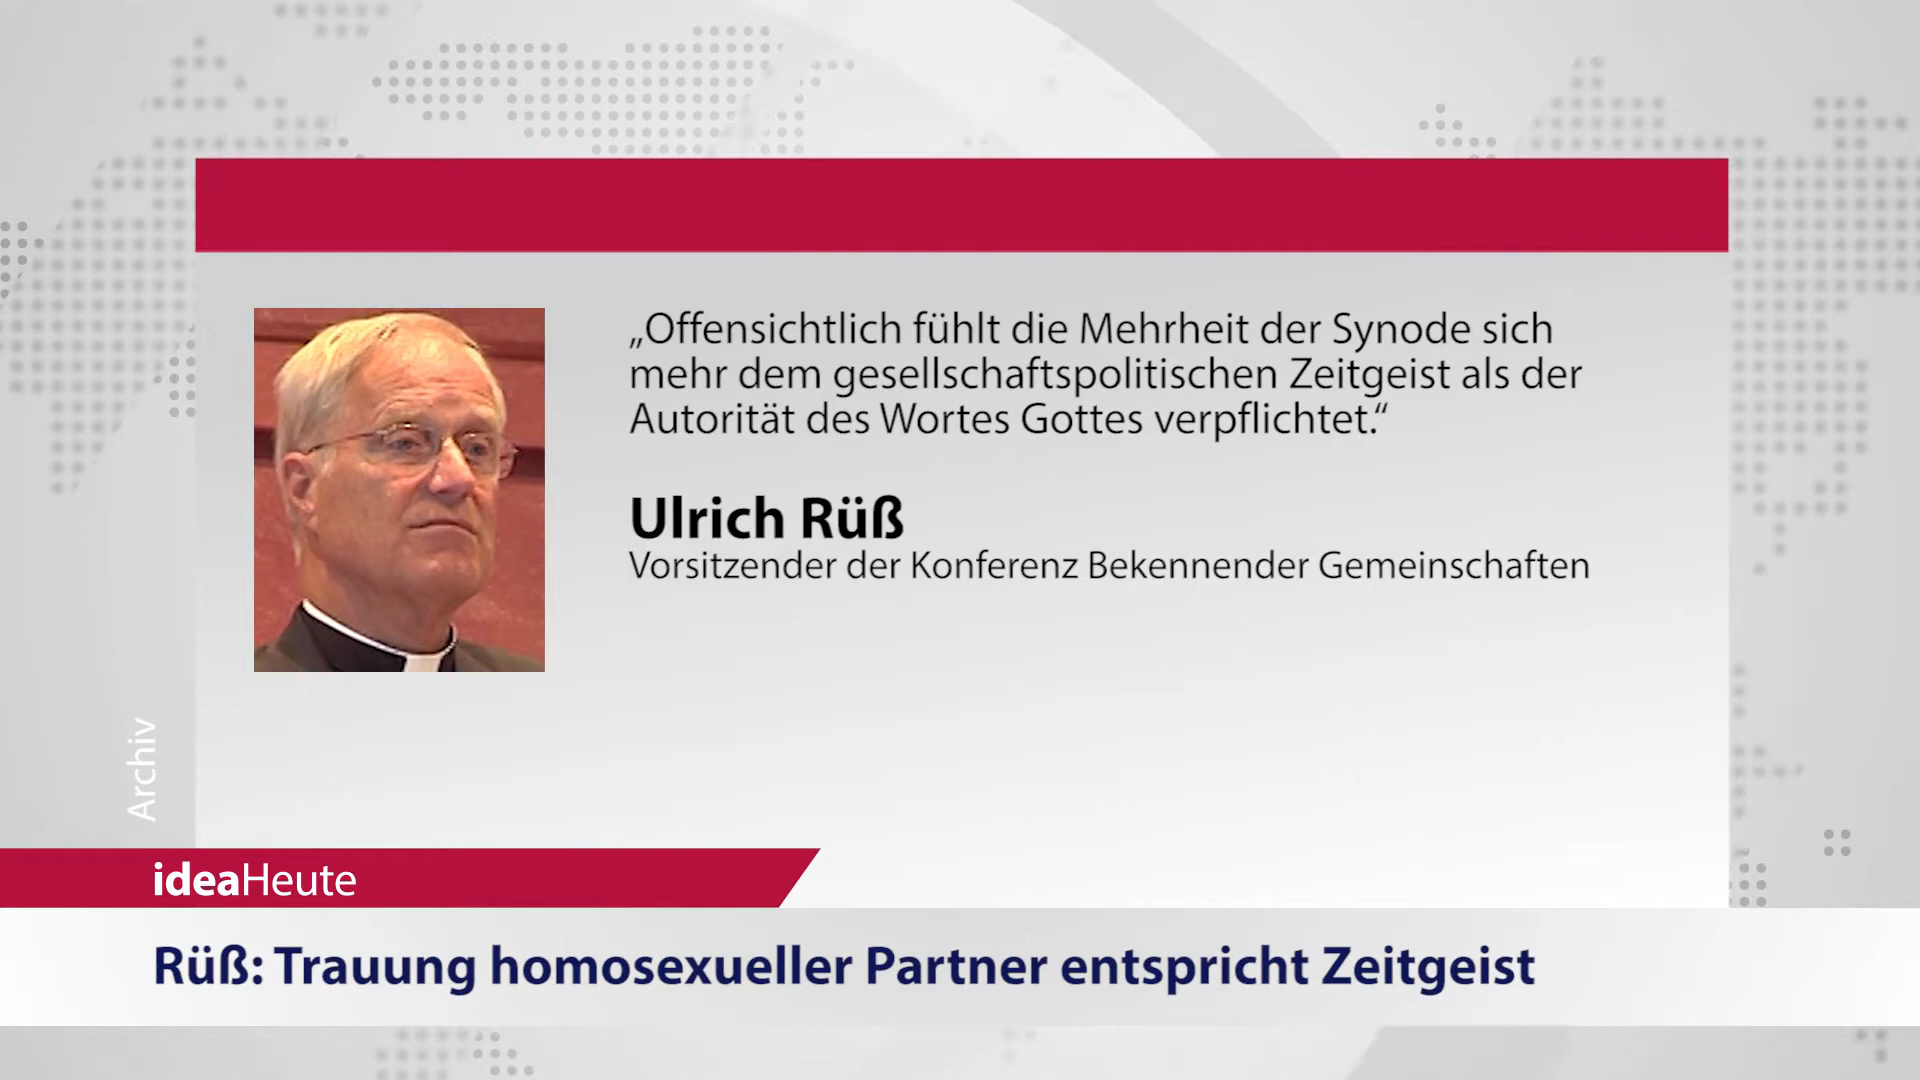 „Offensichtlich fühlt die Mehrheit der Synode sich
mehr dem gesellschaftspolitischen Zeitgeist als der
Autorität des Wortes Gottes verpflichtet.“
Ulrich Rüß
Vorsitzender der Konferenz Bekennender Gemeinschaften
Archiv
ideaHeute
Rüß: Trauung homosexueller Partner entspricht Zeitgeist